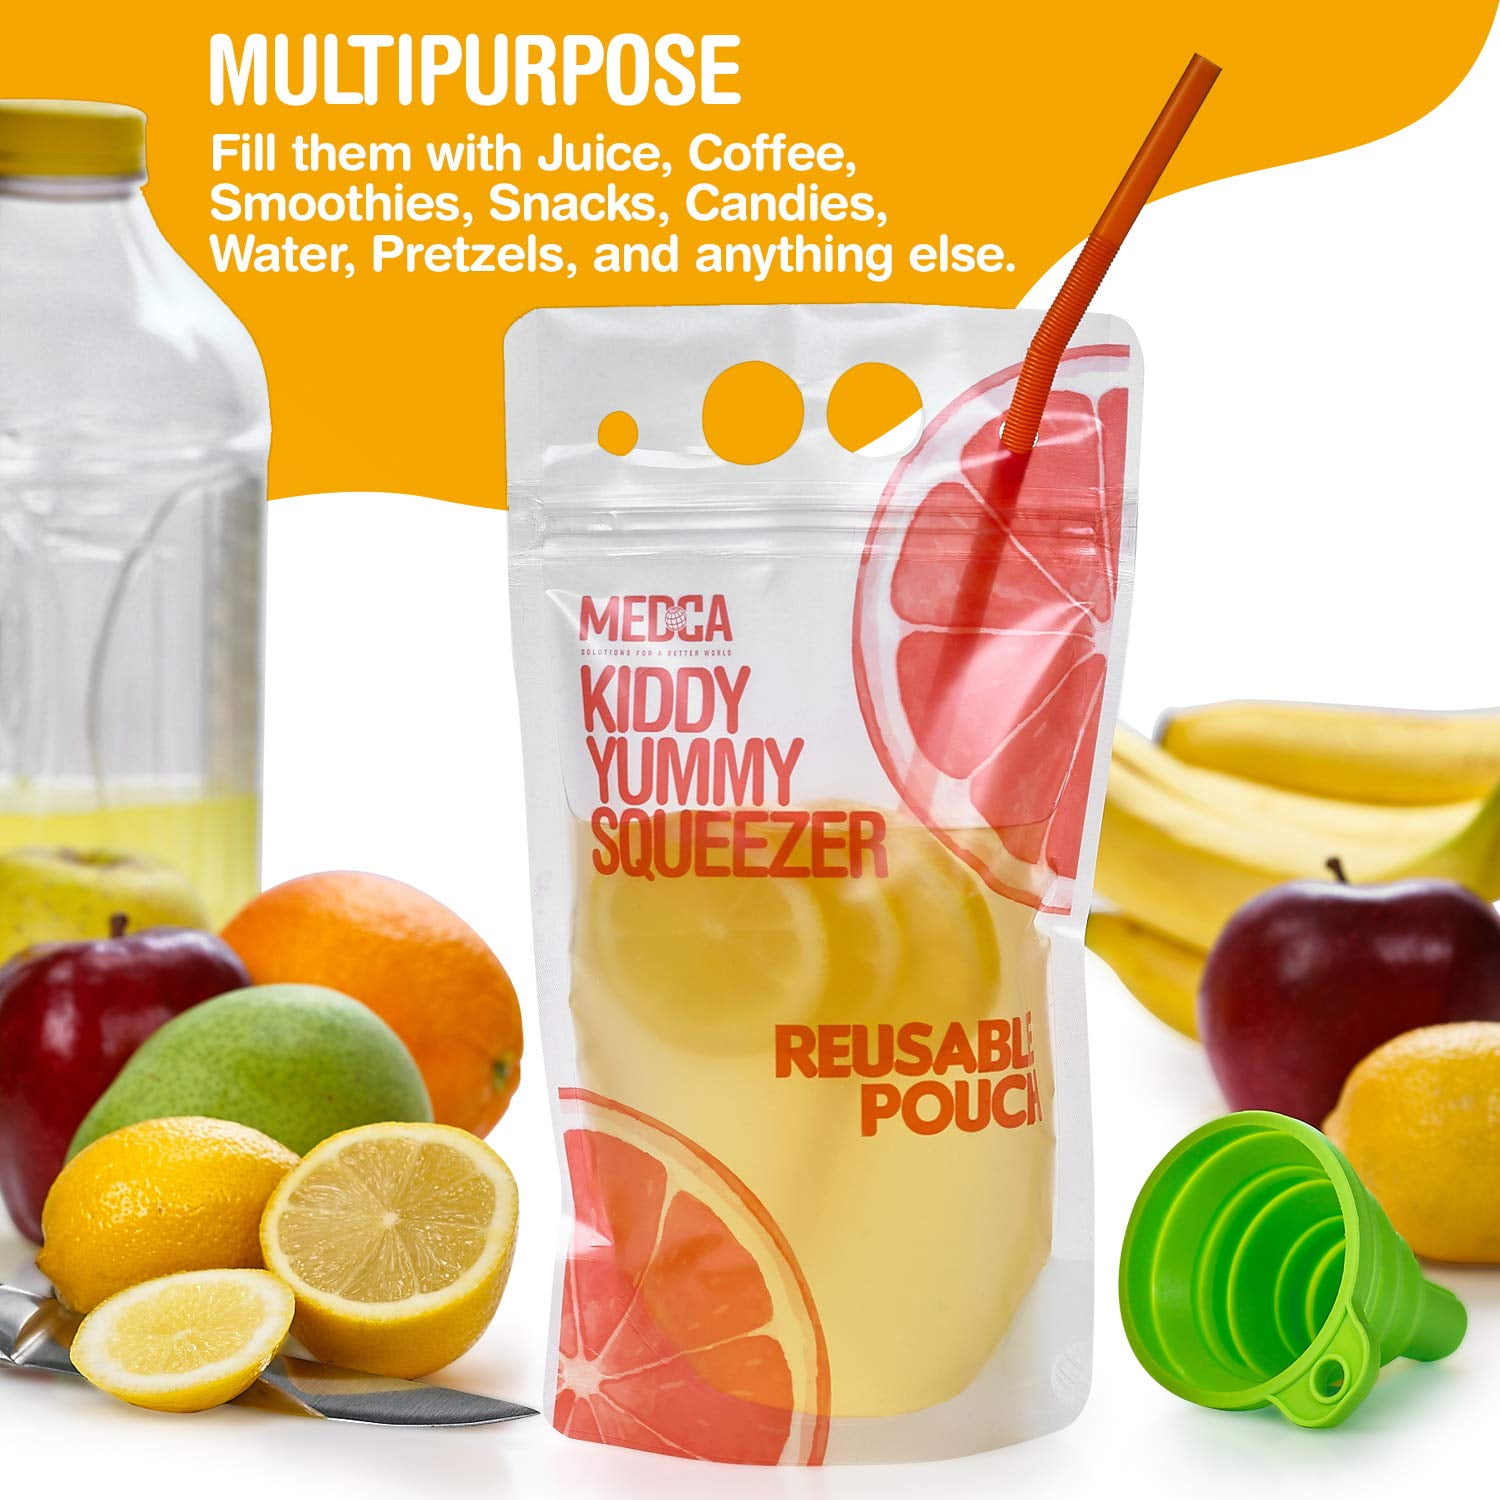 MULTIPURPOSE
Fill them with Juice, Coffee,
Smoothies, Snacks, Candies,
Water, Pretzels, and anything else.
MEDCA
SOLUTIONS FOR A BETTER WORLD
KIDDY
YUMMY
SQUEEZER
REUSABLE
POUCH